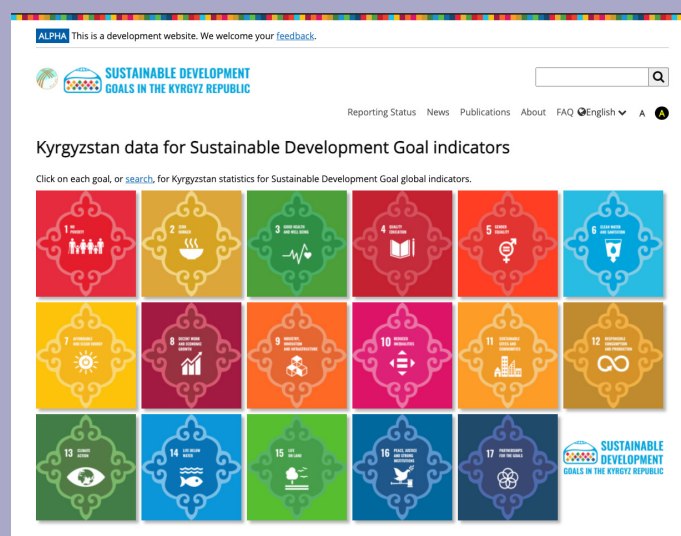 ALPHA This is a development website. We welcome your feedback.
SUSTAINABLE DEVELOPMENT
GOALS IN THE KYRGYZ REPUBLIC
Reporting Status News Publications About FAQ English A A
Kyrgyzstan data for Sustainable Development Goal indicators
Click on each goal, or search, for Kyrgyzstan statistics for Sustainable Development Goal global indicators.
1 NO
POVERTY
2 ZERO
HUNGER
3 GOOD HEALTH
AND WELL BEING
4 QUALITY
EDUCATION
5 GENDER
EQUALITY
6 CLEAN WATER
AND SANITATION
7 AFFORDABLE
AND CLEAN ENERGY
8 DECENT WORK
AND ECONOMIC
GROWTH
9 INDUSTRY,
INNOVATION
AND INFRASTRUCTURE
10 REDUCED
INEQUALITIES
11 SUSTAINABLE
CITIES AND
COMMUNITIES
12 RESPONSIBLE
CONSUMPTION
AND PRODUCTION
13 CLIMATE
ACTION
14 LIFE BELOW
WATER
15 LIFE
ON LAND
16 PEACE, JUSTICE
AND STRONG
INSTITUTIONS
17 PARTNERSHIPS
FOR THE GOALS
SUSTAINABLE
DEVELOPMENT
GOALS IN THE KYRGYZ REPUBLIC